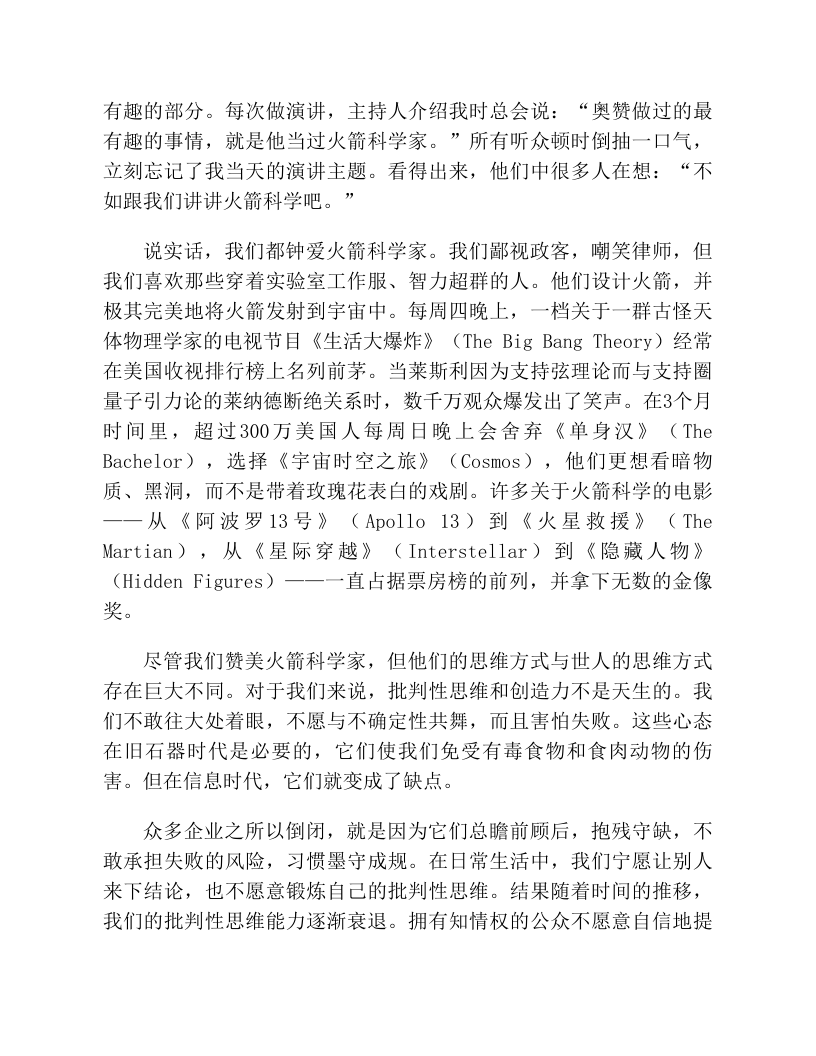 有趣的部分。每次做演讲，主持人介绍我时总会说：“奥赞做过的最
有趣的事情，就是他当过火箭科学家。”所有听众顿时倒抽一口气，
立刻忘记了我当天的演讲主题。看得出来，他们中很多人在想：“不
如跟我们讲讲火箭科学吧。”
说实话，我们都钟爱火箭科学家。我们鄙视政客，嘲笑律师，但
我们喜欢那些穿着实验室工作服、智力超群的人。他们设计火箭，并
极其完美地将火箭发射到宇宙中。每周四晚上，一档关于一群古怪天
体物理学家的电视节目《生活大爆炸》（The Big Bang Theory）经常
在美国收视排行榜上名列前茅。当莱斯利因为支持弦理论而与支持圈
量子引力论的莱纳德断绝关系时，数千万观众爆发出了笑声。在3个月
时间里，超过300万美国人每周日晚上会舍弃《单身汉》（The
Bachelor），选择《宇宙时空之旅》（Cosmos），他们更想看暗物
质、黑洞，而不是带着玫瑰花表白的戏剧。许多关于火箭科学的电影
——从《阿波罗13号》（Apollo 13）到《火星救援》（The
Martian），从《星际穿越》（Interstellar）到《隐藏人物》
（Hidden Figures）——一直占据票房榜的前列，并拿下无数的金像
奖。
尽管我们赞美火箭科学家，但他们的思维方式与世人的思维方式
存在巨大不同。对于我们来说，批判性思维和创造力不是天生的。我
们不敢往大处着眼，不愿与不确定性共舞，而且害怕失败。这些心态
在旧石器时代是必要的，它们使我们免受有毒食物和食肉动物的伤
害。但在信息时代，它们就变成了缺点。
众多企业之所以倒闭，就是因为它们总瞻前顾后，抱残守缺，不
敢承担失败的风险，习惯墨守成规。在日常生活中，我们宁愿让别人
来下结论，也不愿意锻炼自己的批判性思维。结果随着时间的推移，
我们的批判性思维能力逐渐衰退。拥有知情权的公众不愿意自信地提